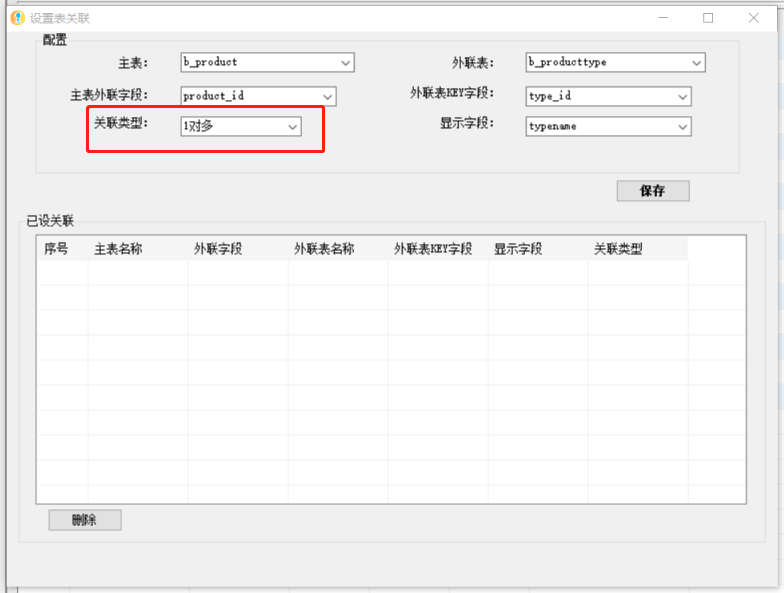 设置表关联
配置
主表: b_product 外联表: b_producttype
主表外联字段: product_id 外联表KEY字段: type_id
关联类型: 1对多 显示字段: typename
保存
已设关联
序号 主表名称 外联字段 外联表名称 外联表KEY字段 显示字段 关联类型
删除